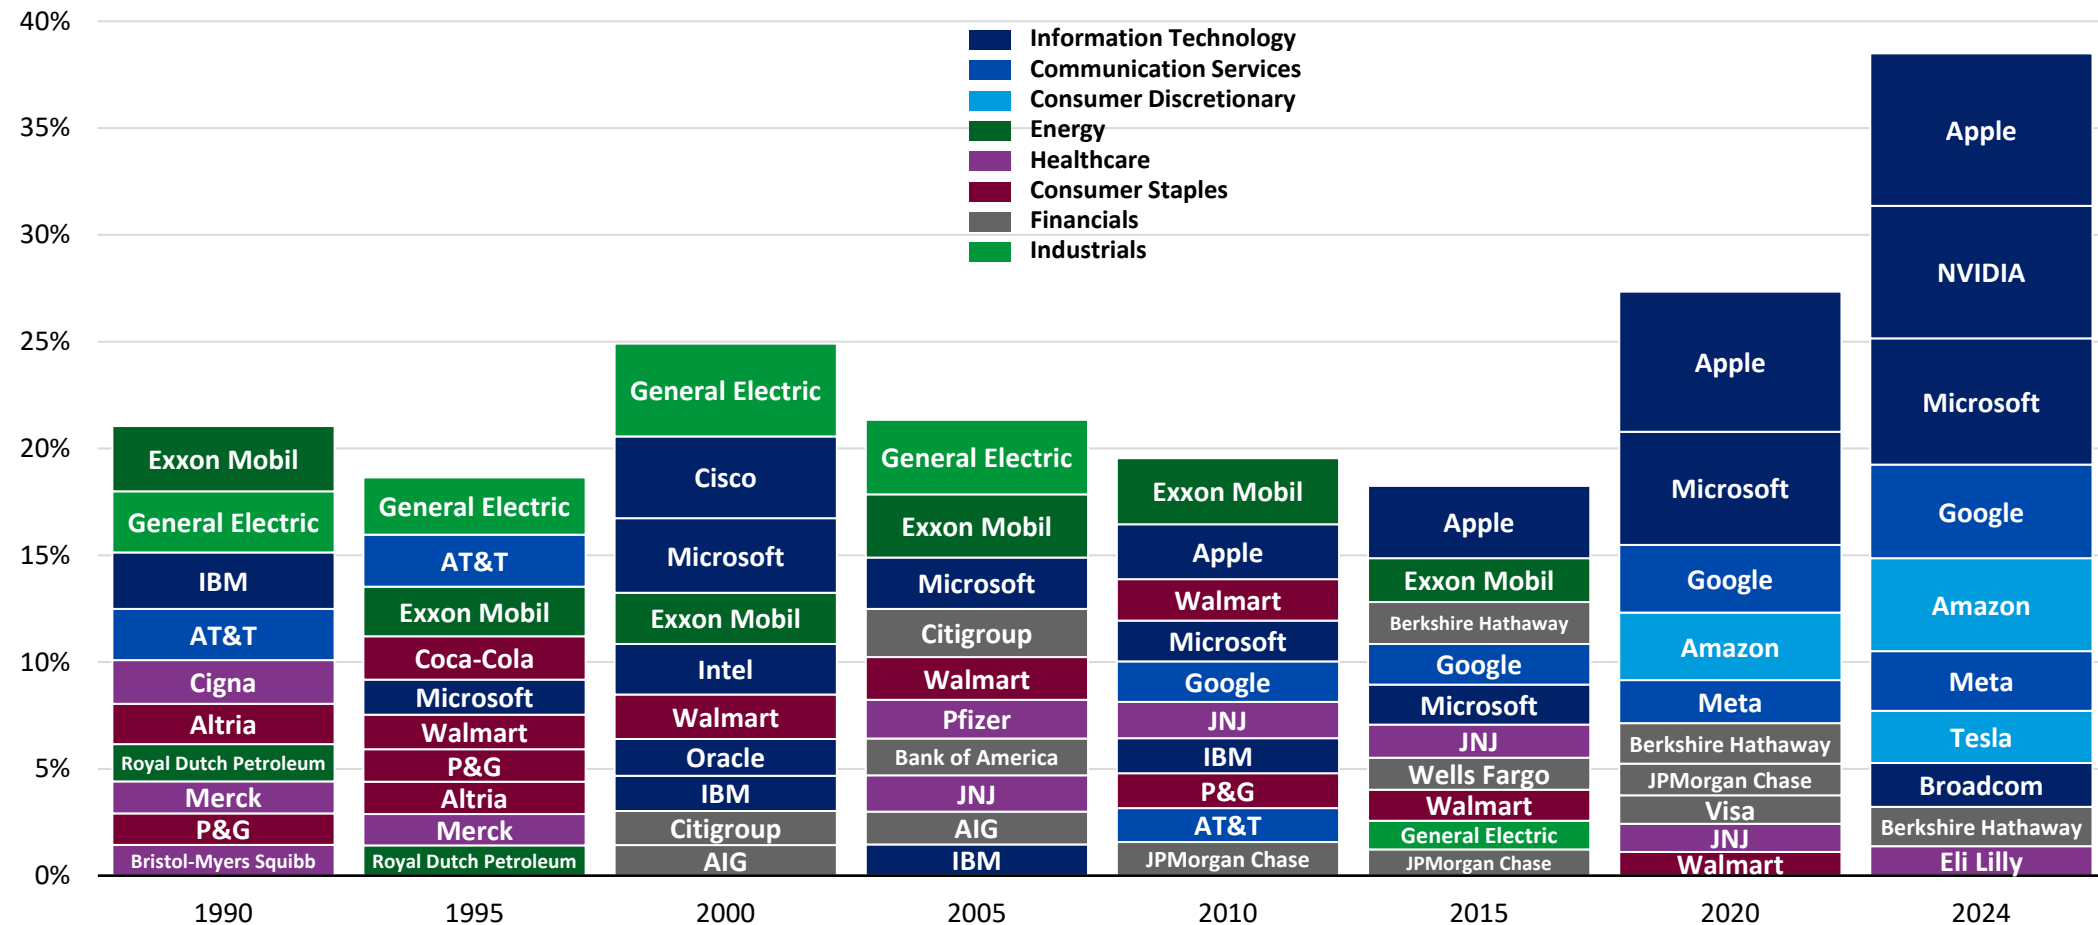 40%
35%
30%
25%
20%
15%
10%
5%
0%
Information Technology
Communication Services
Consumer Discretionary
Energy
Healthcare
Consumer Staples
Financials
Industrials
Exxon Mobil
General Electric
IBM
AT&T
Cigna
Altria
Royal Dutch Petroleum
Merck
P&G
Bristol-Myers Squibb
1990
General Electric
AT&T
Exxon Mobil
Coca-Cola
Microsoft
Walmart
P&G
Altria
Merck
Royal Dutch Petroleum
1995
General Electric
Cisco
Microsoft
Exxon Mobil
Intel
Walmart
Oracle
IBM
Citigroup
AIG
2000
General Electric
Exxon Mobil
Microsoft
Citigroup
Walmart
Pfizer
Bank of America
JNJ
AIG
IBM
2005
Exxon Mobil
Apple
Walmart
Microsoft
Google
JNJ
IBM
P&G
AT&T
JPMorgan Chase
2010
Apple
Exxon Mobil
Berkshire Hathaway
Google
Microsoft
JNJ
Wells Fargo
Walmart
General Electric
JPMorgan Chase
2015
Apple
Microsoft
Google
Amazon
Meta
Berkshire Hathaway
JPMorgan Chase
Visa
JNJ
Walmart
2020
Apple
NVIDIA
Microsoft
Google
Amazon
Meta
Tesla
Broadcom
Berkshire Hathaway
Eli Lilly
2024